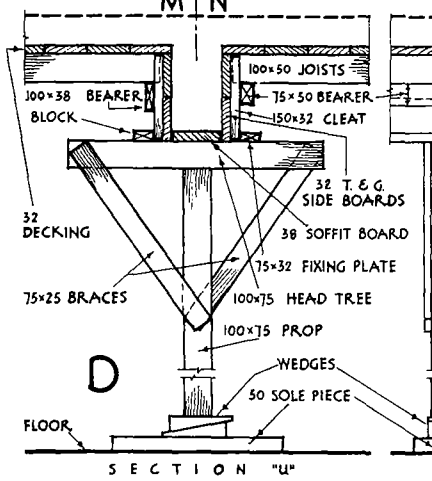 M N
100×50 JOISTS
100×38 BEARER
75×50 BEARER
BLOCK
150×32 CLEAT
32 T. & G.
SIDE BOARDS
32
DECKING
38 SOFFIT BOARD
75×32 FIXING PLATE
75×25 BRACES
100×75 HEAD TREE
100×75 PROP
D
WEDGES
50 SOLE PIECE
FLOOR
SECTION "U"